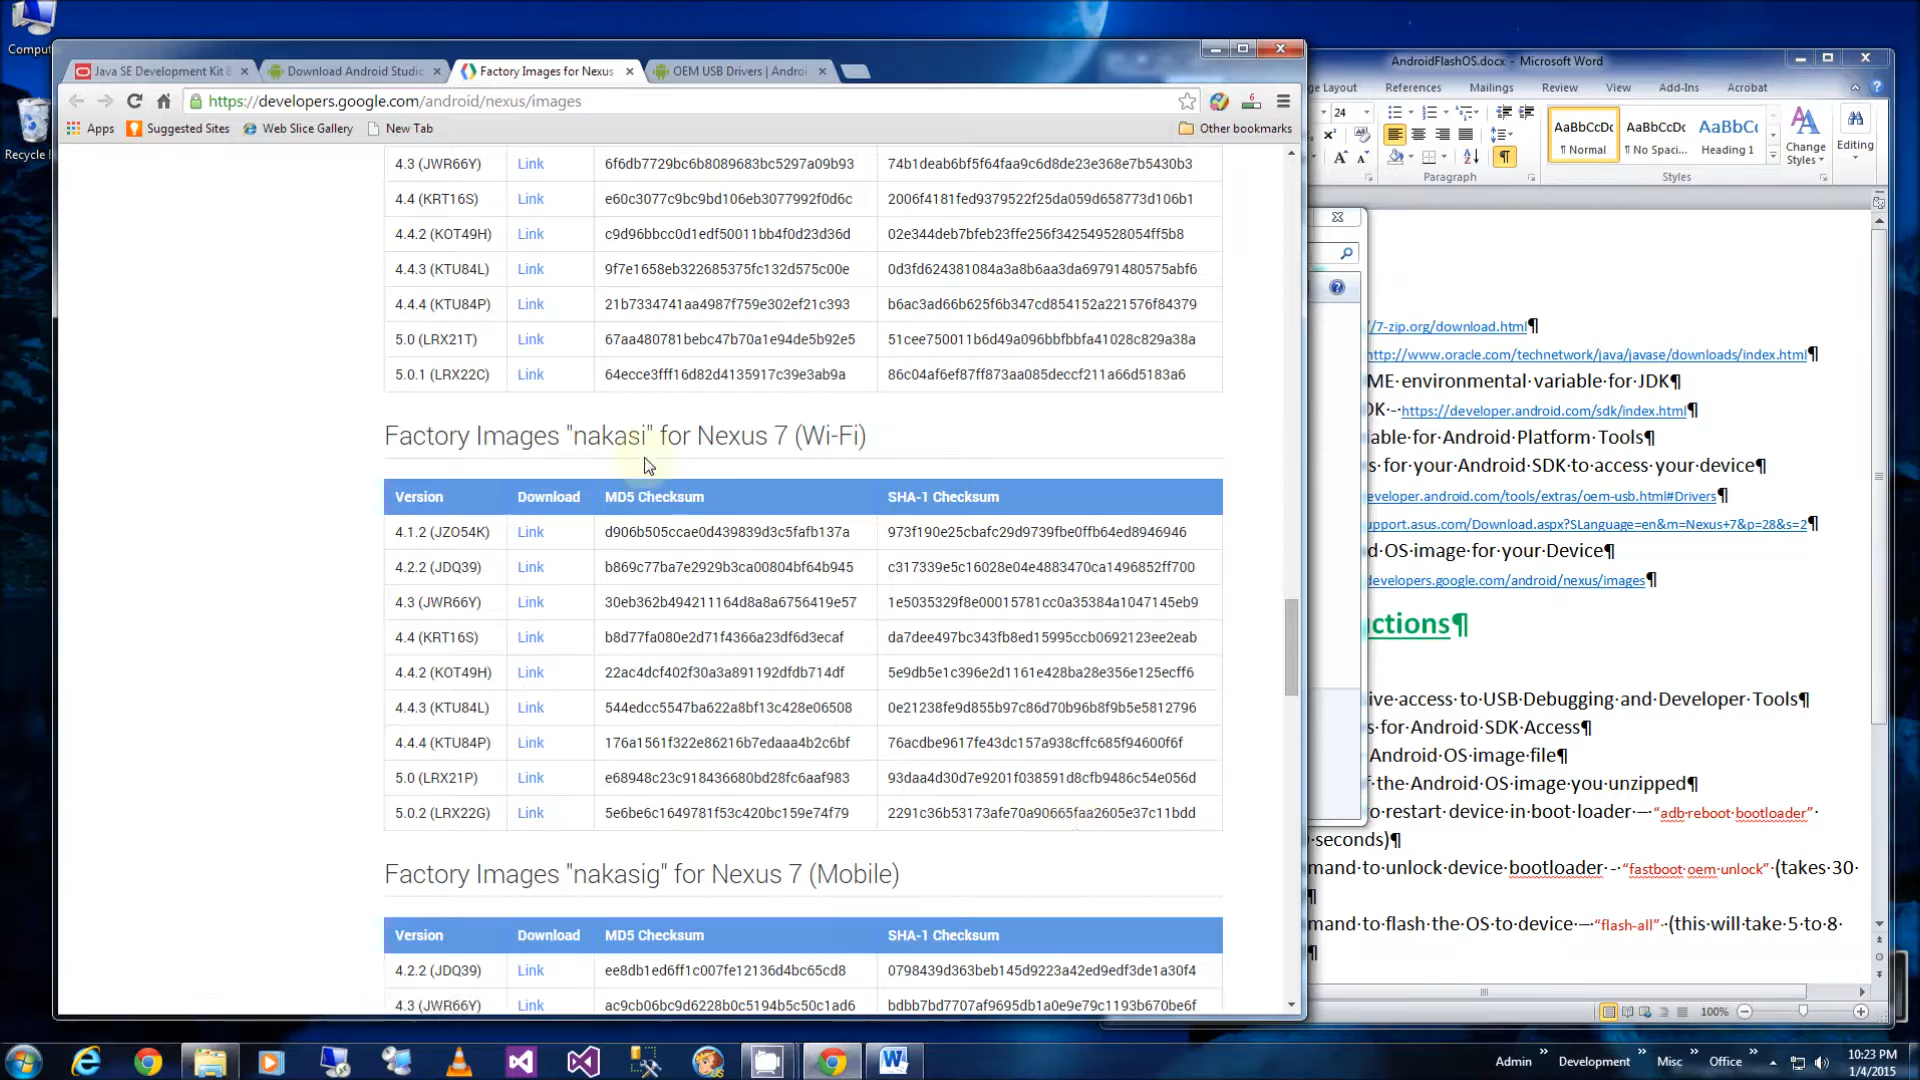 Comput
Recycle
Java SE Development Kit 8
Download Android Studio
Factory Images for Nexus
OEM USB Drivers | Andro
https://developers.google.com/android/nexus/images
Apps
Suggested Sites
Web Slice Gallery
New Tab
Other bookmarks
4.3 (JWR66Y) Link 6f6db7729bc6b8089683bc5297a09b93 74b1deab6bf5f64faa9c6d8de23e368e7b5430b3
4.4 (KRT16S) Link e60c3077c9bc9bd106eb3077992f0d6c 2006f4181fed9379522f25da059d658773d106b1
4.4.2 (KOT49H) Link c9d96bbcc0d1edf50011bb4f0d23d36d 02e344deb7bfeb23ffe256f342549528054ff5b8
4.4.3 (KTU84L) Link 9f7e1658eb322685375fc132d575c00e 0d3fd624381084a3a8b6aa3da69791480575abf6
4.4.4 (KTU84P) Link 21b7334741aa4987f759e302ef21c393 b6ac3ad66b625f6b347cd854152a221576f84379
5.0 (LRX21T) Link 67aa480781bebc47b70a1e94de5b92e5 51cee750011b6d49a096bbfbbfa41028c829a38a
5.0.1 (LRX22C) Link 64ecce3fff16d82d4135917c39e3ab9a 86c04af6ef87ff873aa085deccf211a66d5183a6
Factory Images "nakasi" for Nexus 7 (Wi-Fi)
Version Download MD5 Checksum SHA-1 Checksum
4.1.2 (JZO54K) Link d906b505ccae0d439839d3c5fafb137a 973f190e25cbafc29d9739fbe0ffb64ed8946946
4.2.2 (JDQ39) Link b869c77ba7e2929b3ca00804bf64b945 c317339e5c16028e04e4883470ca1496852ff700
4.3 (JWR66Y) Link 30eb362b494211164d8a8a6756419e57 1e5035329f8e00015781cc0a35384a1047145eb9
4.4 (KRT16S) Link b8d77fa080e2d71f4366a23df6d3ecaf da7dee497bc343fb8ed15995ccb0692123ee2eab
4.4.2 (KOT49H) Link 22ac4dcf402f30a3a891192dfdb714df 5e9db5e1c396e2d1161e428ba28e356e125ecff6
4.4.3 (KTU84L) Link 544edcc5547ba622a8bf13c428e06508 0e21238fe9d855b97c86d70b96b8f9b5e5812796
4.4.4 (KTU84P) Link 176a1561f322e86216b7edaaa4b2c6bf 76acdbe9617fe43dc157a938cffc685f94600f6f
5.0 (LRX21P) Link e68948c23c918436680bd28fc6aaf983 93daa4d30d7e9201f038591d8cfb9486c54e056d
5.0.2 (LRX22G) Link 5e6be6c1649781f53c420bc159e74f79 2291c36b53173afe70a90665faa2605e37c11bdd
Factory Images "nakasig" for Nexus 7 (Mobile)
Version Download MD5 Checksum SHA-1 Checksum
4.2.2 (JDQ39) Link ee8db1ed6ff1c007fe12136d4bc65cd8 0798439d363beb145d9223a42ed9edf3de1a30f4
4.3 (JWR66Y) Link ac9cb06bc9d6228b0c5194b5c50c1ad6 bdbb7bd7707af9695db1a0e9e79c1193b670be6f
AndroidFlashOS.docx - Microsoft Word
ge Layout References Mailings Review View Add-Ins Acrobat
24
AaBbCcDc AaBbCcDc AaBbC
¶ Normal ¶ No Spaci... Heading 1
Change Styles
Editing
Paragraph Styles
//7-zip.org/download.html¶
http://www.oracle.com/technetwork/java/javase/downloads/index.html¶
ME·environmental·variable·for·JDK¶
DK·-·https://developer.android.com/sdk/index.html¶
able·for·Android·Platform·Tools¶
s·for·your·Android·SDK·to·access·your·device¶
eveloper.android.com/tools/extras/oem-usb.html#Drivers¶
upport.asus.com/Download.aspx?SLanguage=en&m=Nexus+7&p=28&s=2¶
d·OS·image·for·your·Device¶
developers.google.com/android/nexus/images¶
ctions¶
ive·access·to·USB·Debugging·and·Developer·Tools¶
s·for·Android·SDK·Access¶
Android·OS·image·file¶
f·the·Android·OS·image·you·unzipped¶
o·restart·device·in·boot·loader·–·“adb·reboot·bootloader”·
seconds)¶
mand·to·unlock·device·bootloader·-·“fastboot·oem·unlock”·(takes·30·
¶
mand·to·flash·the·OS·to·device·–·“flash-all”·(this·will·take·5·to·8·
¶
100%
Admin Development Misc Office
10:23 PM
1/4/2015